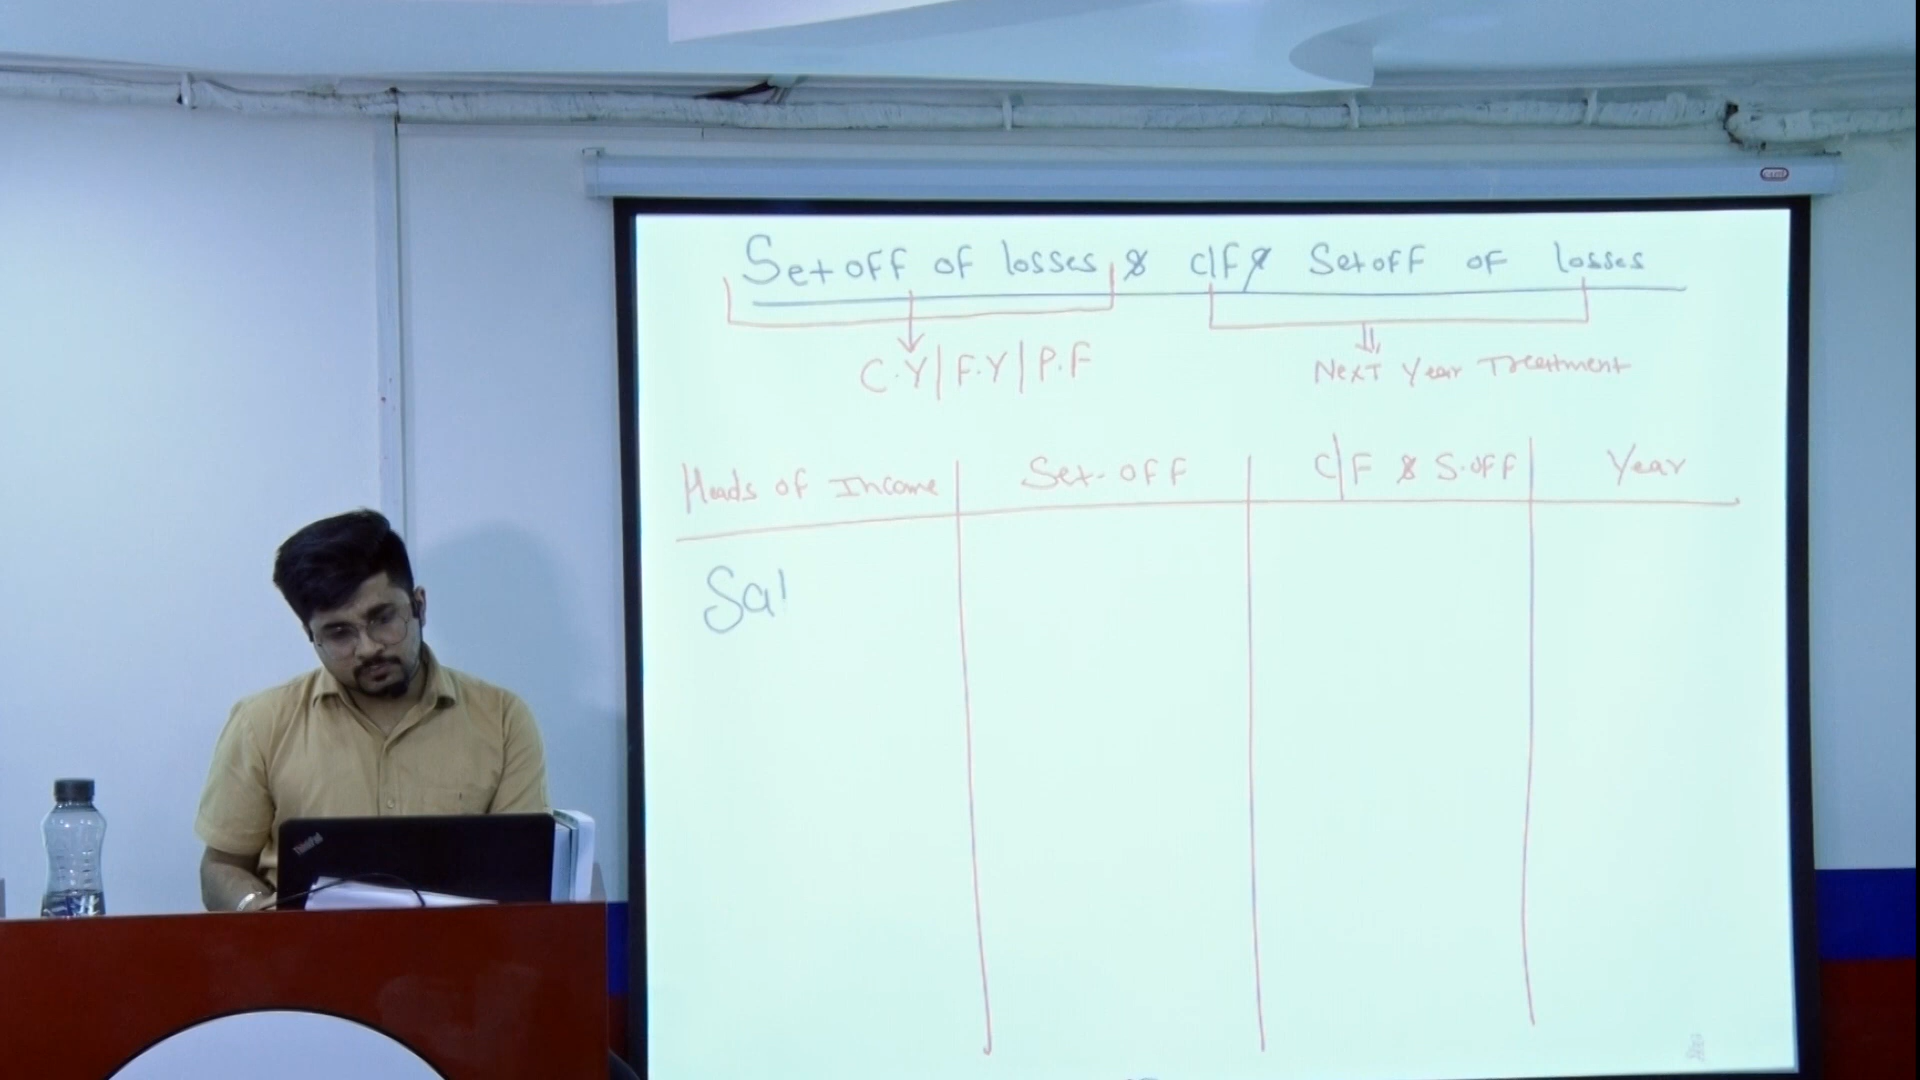 Set off of losses & C/F & Set off of losses
C.Y | F.Y | P.F
Next Year Treatment
Heads of Income | Set-off | C/F & S.off | Year
Sal
ThinkPad